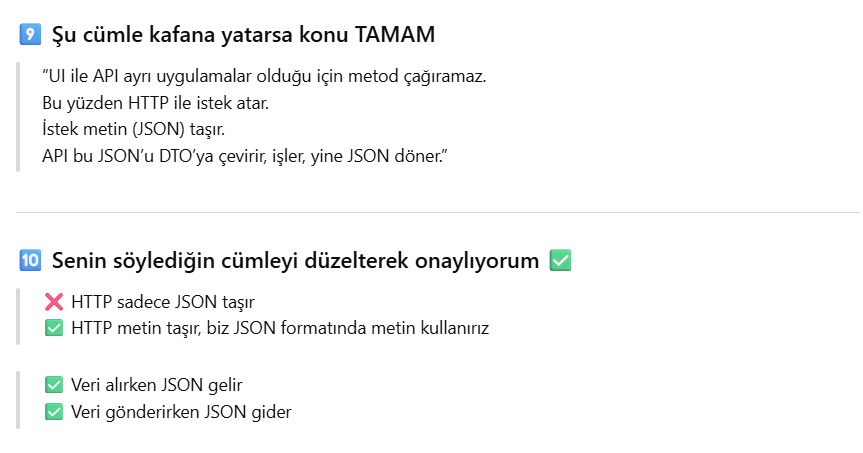 9️⃣ Şu cümle kafana yatarsa konu TAMAM
“UI ile API ayrı uygulamalar olduğu için metod çağıramaz.
Bu yüzden HTTP ile istek atar.
İstek metin (JSON) taşır.
API bu JSON’u DTO’ya çevirir, işler, yine JSON döner.”
🔟 Senin söylediğin cümleyi düzelterek onaylıyorum ✅
❌ HTTP sadece JSON taşır
✅ HTTP metin taşır, biz JSON formatında metin kullanırız
✅ Veri alırken JSON gelir
✅ Veri gönderirken JSON gider